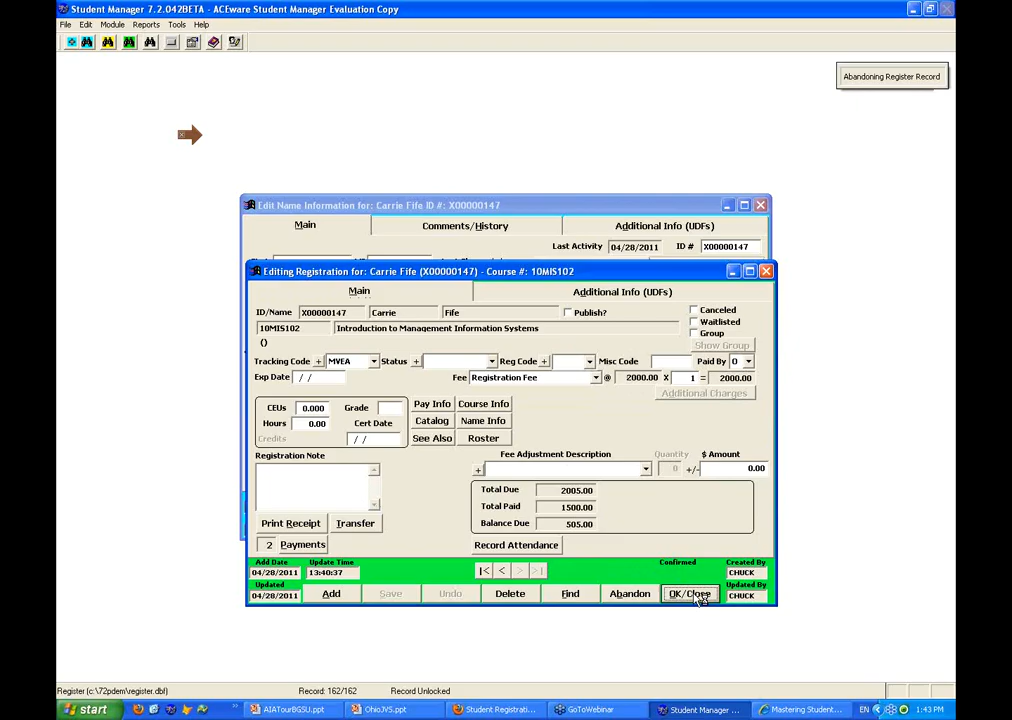 Student Manager 7.2.042BETA - ACEware Student Manager Evaluation Copy
File Edit Module Reports Tools Help
Abandoning Register Record
Edit Name Information for: Carrie Fife ID #: X00000147
Main Comments/History Additional Info (UDFs)
Last Activity 04/28/2011 ID # X00000147
Editing Registration for: Carrie Fife (X00000147) - Course #: 10MIS102
Main Additional Info (UDFs)
ID/Name X00000147 Carrie Fife Publish? Canceled
10MIS102 Introduction to Management Information Systems Waitlisted
Group
() Show Group
Tracking Code + MVEA Status + Reg Code + Misc Code Paid By 0
Exp Date / / Fee Registration Fee @ 2000.00 X 1 = 2000.00
Additional Charges
CEUs 0.000 Grade Pay Info Course Info
Hours 0.00 Cert Date Catalog Name Info
Credits / / See Also Roster
Registration Note Fee Adjustment Description Quantity $ Amount
+ 0 +/- 0.00
Total Due 2005.00
Total Paid 1500.00
Print Receipt Transfer Balance Due 505.00
2 Payments Record Attendance
Add Date Update Time Confirmed Created By
04/28/2011 13:40:37 |< < > >| CHUCK
Updated Updated By
04/28/2011 Add Save Undo Delete Find Abandon OK/Close CHUCK
Register (c:\72pdem\register.dbf) Record: 162/162 Record Unlocked
start AIATourBGSU.ppt OhioJVS.ppt Student Registrati... GoToWebinar Student Manager ... Mastering Student... EN 1:43 PM